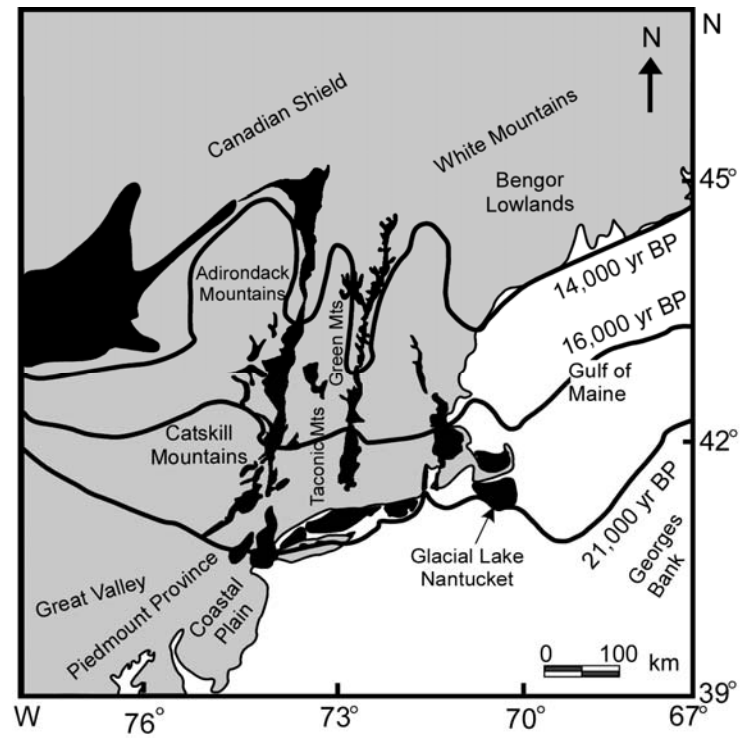 N
N
Canadian Shield
White Mountains
Bengor
Lowlands
45°
Adirondack
Mountains
14,000 yr BP
16,000 yr BP
Green Mts
Gulf of
Maine
Catskill
Mountains
Taconic Mts
42°
21,000 yr BP
Georges
Bank
Glacial Lake
Nantucket
Great Valley
Piedmount Province
Coastal
Plain
0 100
km
39°
W 76° 73° 70° 67°